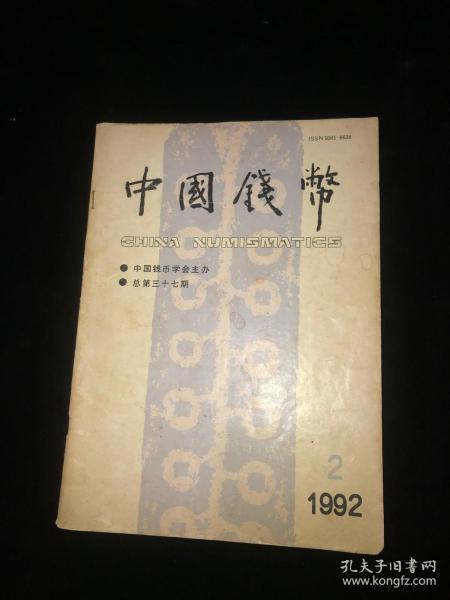 ISSN 1001-8638
中國錢幣
CHINA NUMISMATICS
● 中国钱币学会主办
● 总第三十七期
2
1992
孔夫子旧书网
www.kongfz.com